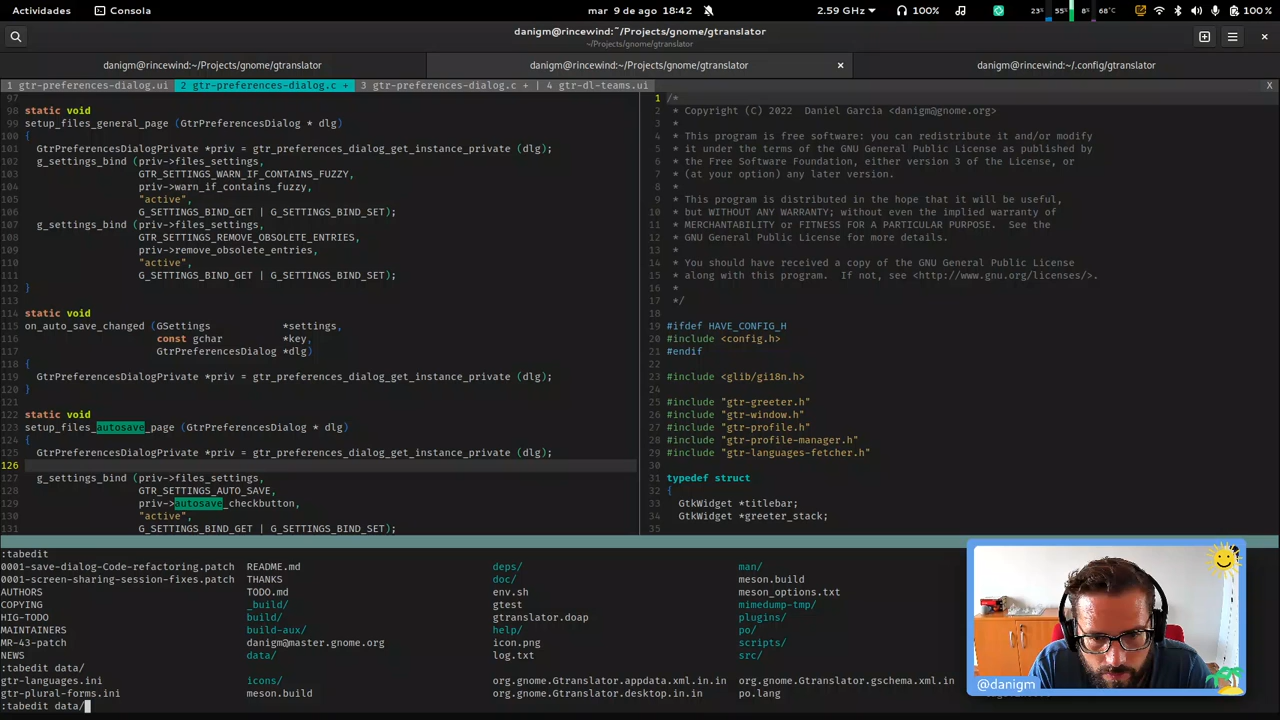 Actividades
Consola
mar 9 de ago 18:42
2.59 GHz
100%
23%
55%
8%
68°C
100 %
danigm@rincewind:~/Projects/gnome/gtranslator
~/Projects/gnome/gtranslator
danigm@rincewind:~/Projects/gnome/gtranslator
danigm@rincewind:~/Projects/gnome/gtranslator
danigm@rincewind:~/.config/gtranslator
1 gtr-preferences-dialog.ui 2 gtr-preferences-dialog.c + 3 gtr-preferences-dialog.c + | 4 gtr-dl-teams.ui X
97
98 static void
99 setup_files_general_page (GtrPreferencesDialog * dlg)
100 {
101 GtrPreferencesDialogPrivate *priv = gtr_preferences_dialog_get_instance_private (dlg);
102 g_settings_bind (priv->files_settings,
103 GTR_SETTINGS_WARN_IF_CONTAINS_FUZZY,
104 priv->warn_if_contains_fuzzy,
105 "active",
106 G_SETTINGS_BIND_GET | G_SETTINGS_BIND_SET);
107 g_settings_bind (priv->files_settings,
108 GTR_SETTINGS_REMOVE_OBSOLETE_ENTRIES,
109 priv->remove_obsolete_entries,
110 "active",
111 G_SETTINGS_BIND_GET | G_SETTINGS_BIND_SET);
112 }
113
114 static void
115 on_auto_save_changed (GSettings *settings,
116 const gchar *key,
117 GtrPreferencesDialog *dlg)
118 {
119 GtrPreferencesDialogPrivate *priv = gtr_preferences_dialog_get_instance_private (dlg);
120 }
121
122 static void
123 setup_files_autosave_page (GtrPreferencesDialog * dlg)
124 {
125 GtrPreferencesDialogPrivate *priv = gtr_preferences_dialog_get_instance_private (dlg);
126
127 g_settings_bind (priv->files_settings,
128 GTR_SETTINGS_AUTO_SAVE,
129 priv->autosave_checkbutton,
130 "active",
131 G_SETTINGS_BIND_GET | G_SETTINGS_BIND_SET);
1 /*
2 * Copyright (C) 2022 Daniel Garcia <danigm@gnome.org>
3 *
4 * This program is free software: you can redistribute it and/or modify
5 * it under the terms of the GNU General Public License as published by
6 * the Free Software Foundation, either version 3 of the License, or
7 * (at your option) any later version.
8 *
9 * This program is distributed in the hope that it will be useful,
10 * but WITHOUT ANY WARRANTY; without even the implied warranty of
11 * MERCHANTABILITY or FITNESS FOR A PARTICULAR PURPOSE. See the
12 * GNU General Public License for more details.
13 *
14 * You should have received a copy of the GNU General Public License
15 * along with this program. If not, see <http://www.gnu.org/licenses/>.
16 *
17 */
18
19 #ifdef HAVE_CONFIG_H
20 #include <config.h>
21 #endif
22
23 #include <glib/gi18n.h>
24
25 #include "gtr-greeter.h"
26 #include "gtr-window.h"
27 #include "gtr-profile.h"
28 #include "gtr-profile-manager.h"
29 #include "gtr-languages-fetcher.h"
30
31 typedef struct
32 {
33 GtkWidget *titlebar;
34 GtkWidget *greeter_stack;
35
:tabedit
0001-save-dialog-Code-refactoring.patch README.md deps/ man/
0001-screen-sharing-session-fixes.patch THANKS doc/ meson.build
AUTHORS TODO.md env.sh meson_options.txt
COPYING _build/ gtest mimedump-tmp/
HIG-TODO build/ gtranslator.doap plugins/
MAINTAINERS build-aux/ help/ po/
MR-43-patch danigm@master.gnome.org icon.png scripts/
NEWS data/ log.txt src/
:tabedit data/
gtr-languages.ini icons/ org.gnome.Gtranslator.appdata.xml.in.in org.gnome.Gtranslator.gschema.xml.in
gtr-plural-forms.ini meson.build org.gnome.Gtranslator.desktop.in.in po.lang
:tabedit data/
@danigm